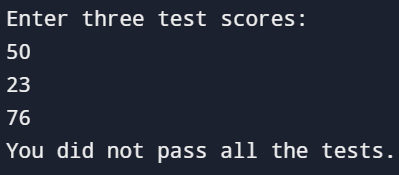 Enter three test scores:
50
23
76
You did not pass all the tests.